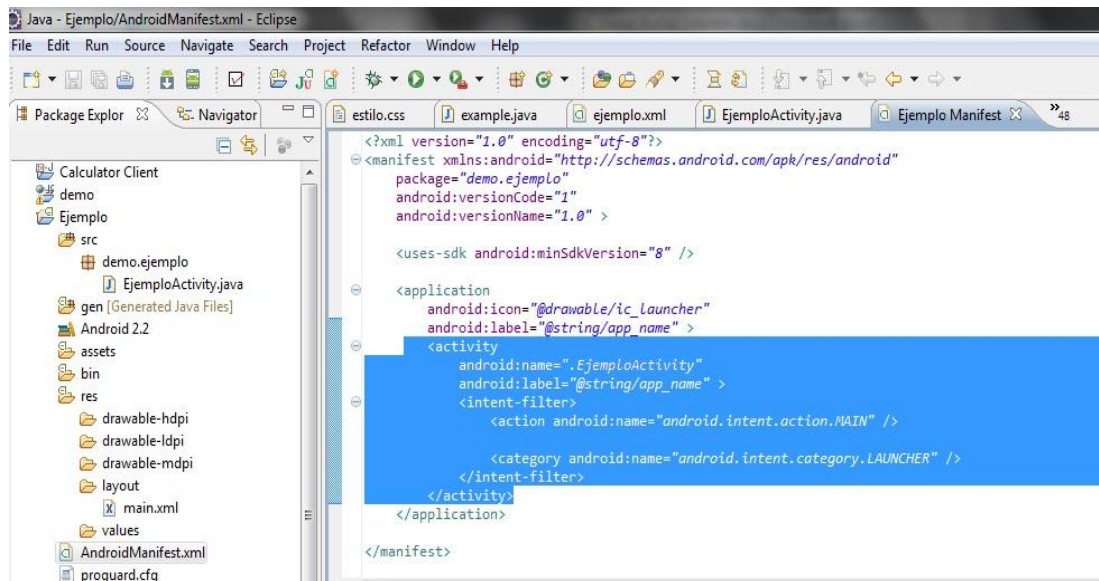 Java - Ejemplo/AndroidManifest.xml - Eclipse
File Edit Run Source Navigate Search Project Refactor Window Help
Package Explor Navigator
estilo.css example.java ejemplo.xml EjemploActivity.java Ejemplo Manifest »48
Calculator Client
demo
Ejemplo
src
demo.ejemplo
EjemploActivity.java
gen [Generated Java Files]
Android 2.2
assets
bin
res
drawable-hdpi
drawable-ldpi
drawable-mdpi
layout
main.xml
values
AndroidManifest.xml
proguard.cfg
<?xml version="1.0" encoding="utf-8"?>
<manifest xmlns:android="http://schemas.android.com/apk/res/android"
package="demo.ejemplo"
android:versionCode="1"
android:versionName="1.0" >
<uses-sdk android:minSdkVersion="8" />
<application
android:icon="@drawable/ic_launcher"
android:label="@string/app_name" >
<activity
android:name=".EjemploActivity"
android:label="@string/app_name" >
<intent-filter>
<action android:name="android.intent.action.MAIN" />
<category android:name="android.intent.category.LAUNCHER" />
</intent-filter>
</activity>
</application>
</manifest>